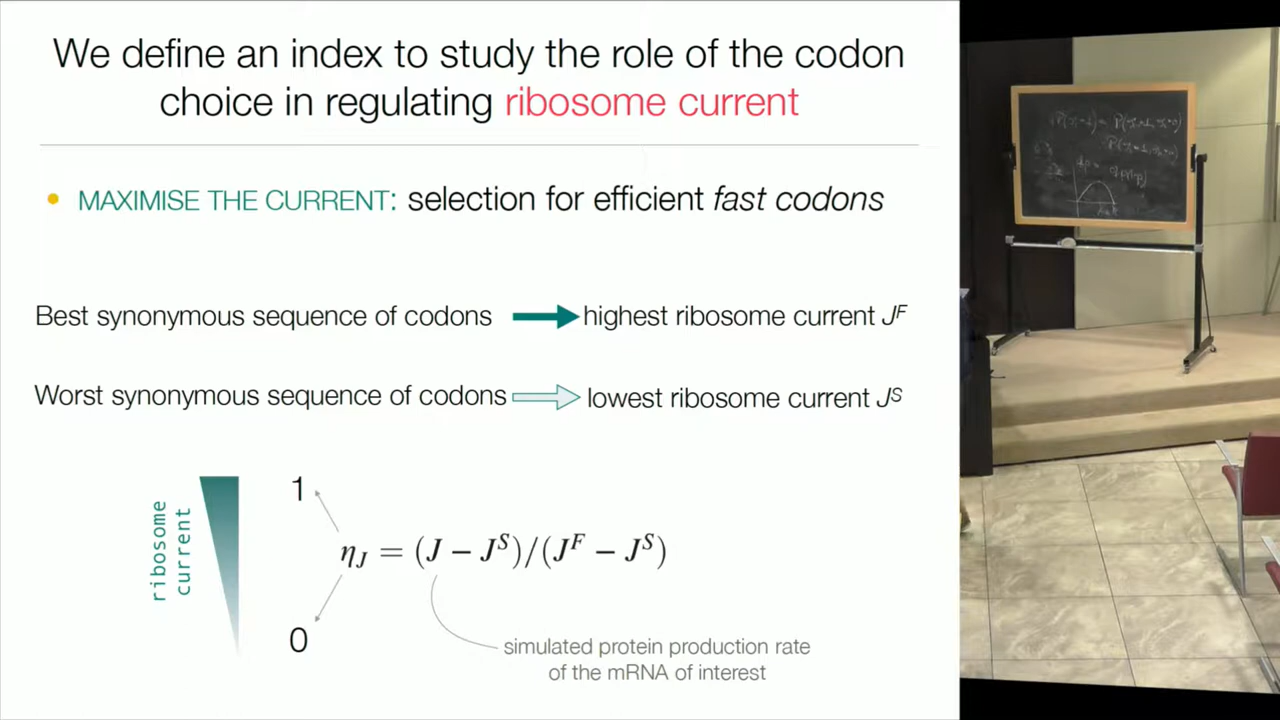 We define an index to study the role of the codon
choice in regulating ribosome current
• MAXIMISE THE CURRENT: selection for efficient fast codons
Best synonymous sequence of codons → highest ribosome current J^F
Worst synonymous sequence of codons ⇒ lowest ribosome current J^S
ribosome
current
1
η_J = (J − J^S)/(J^F − J^S)
0
simulated protein production rate
of the mRNA of interest